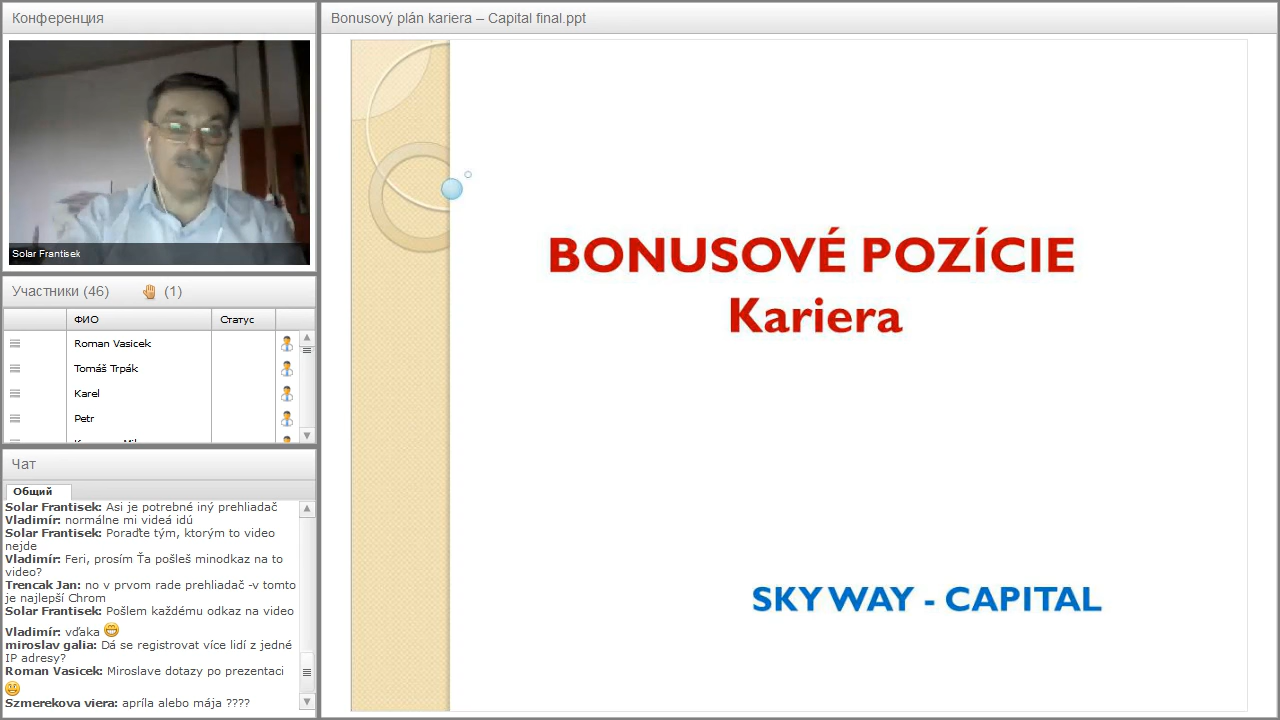 Конференция
Solar Frantisek
Участники (46) (1)
ФИО Статус
Roman Vasicek
Tomáš Trpák
Karel
Petr
Чат
Общий
Solar Frantisek: Asi je potrebné iný prehliadač
Vladimír: normálne mi videá idú
Solar Frantisek: Poraďte tým, ktorým to video
nejde
Vladimír: Feri, prosím Ťa pošleš minodkaz na to
video?
Trencak Jan: no v prvom rade prehliadač -v tomto
je najlepší Chrom
Solar Frantisek: Pošlem každému odkaz na video
Vladimír: vďaka
miroslav galia: Dá se registrovat více lidí z jedné
IP adresy?
Roman Vasicek: Miroslave dotazy po prezentaci
Szmerekova viera: apríla alebo mája ????
Bonusový plán kariera – Capital final.ppt
BONUSOVÉ POZÍCIE
Kariera
SKY WAY - CAPITAL